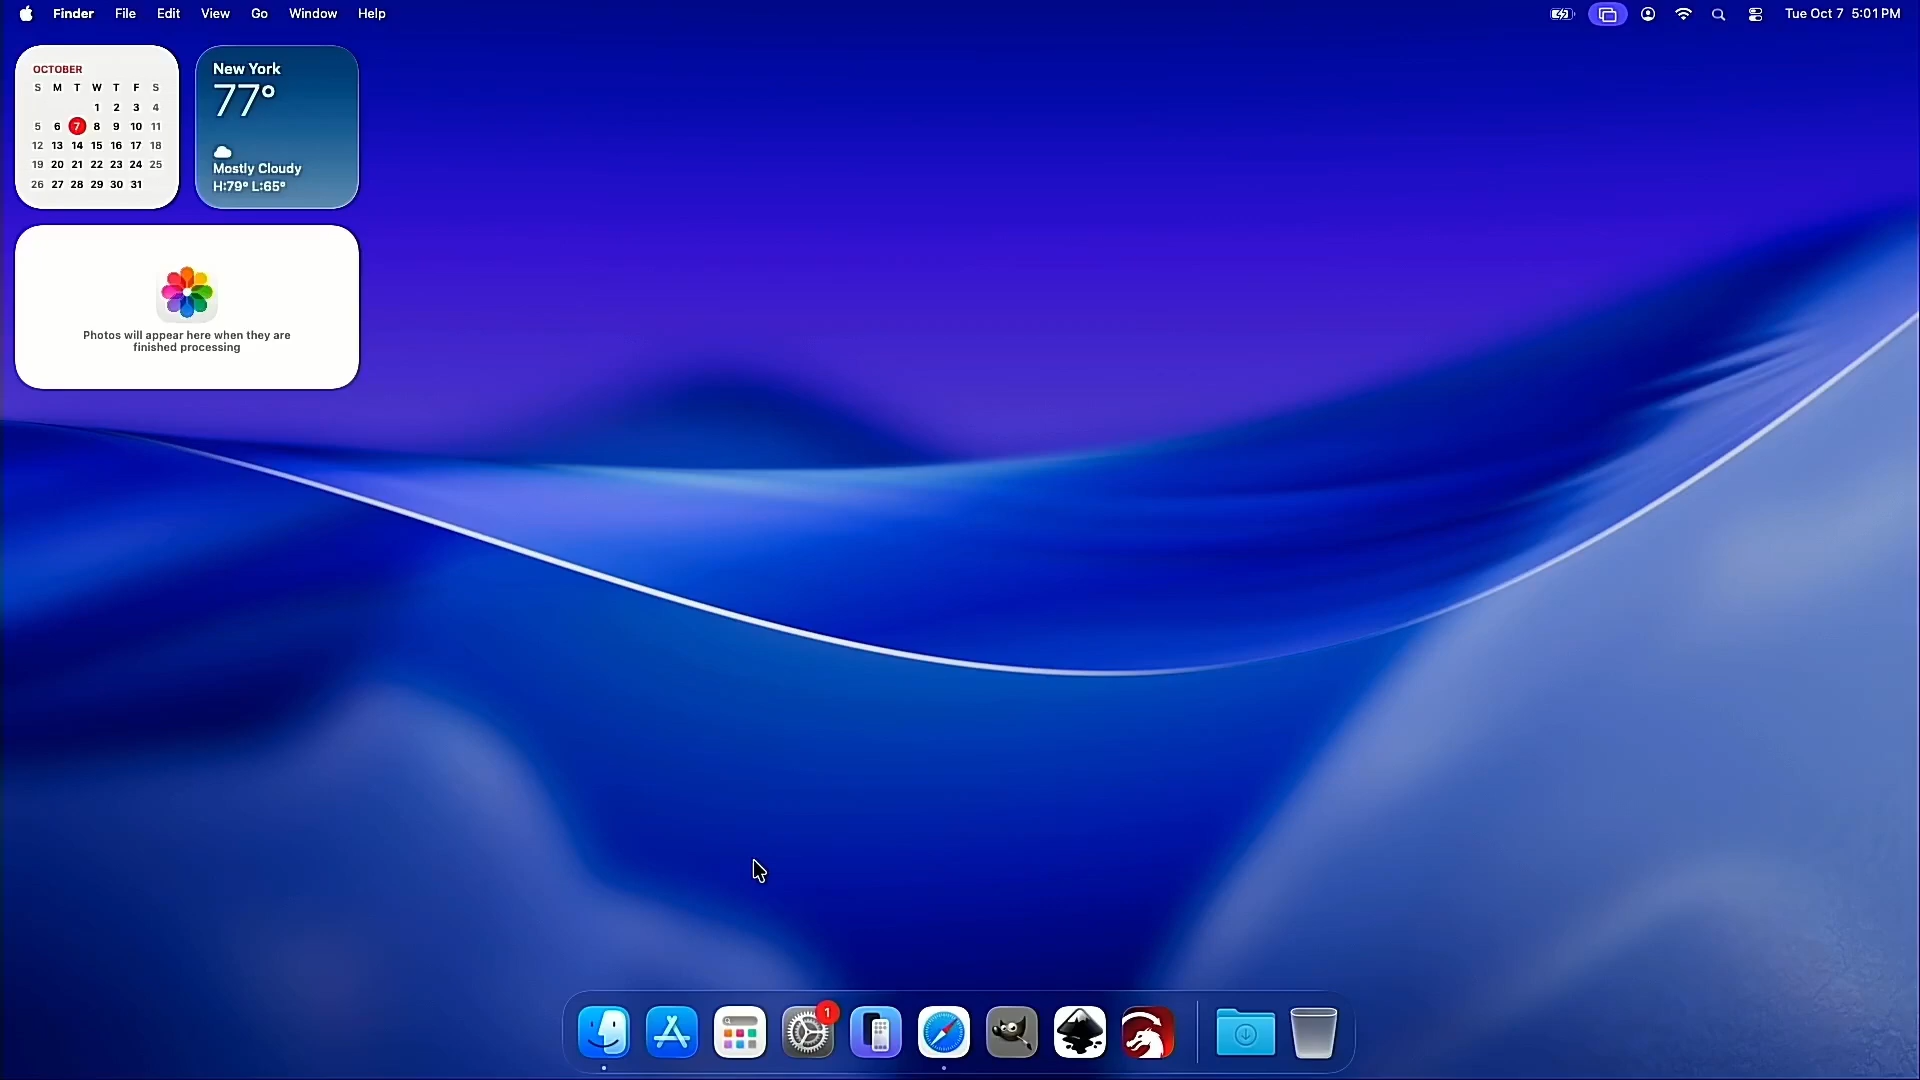 Finder File Edit View Go Window Help
Tue Oct 7 5:01 PM
OCTOBER
S M T W T F S
1 2 3 4
5 6 7 8 9 10 11
12 13 14 15 16 17 18
19 20 21 22 23 24 25
26 27 28 29 30 31
New York
77°
Mostly Cloudy
H:79° L:65°
Photos will appear here when they are
finished processing
1